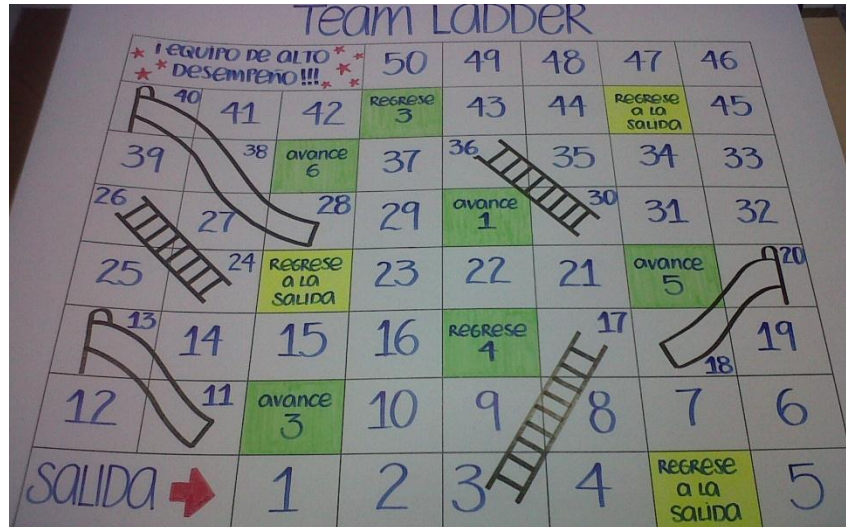 Team LADDER
¡EQUIPO DE ALTO
DESEMPEÑO!!!
50 49 48 47 46
40 41 42 REGRESE 3 43 44 REGRESE A LA SALIDA 45
39 38 avance 6 37 36 35 34 33
26 27 28 29 avance 1 30 31 32
25 24 REGRESE A LA SALIDA 23 22 21 avance 5 20
13 14 15 16 REGRESE 4 17 18 19
12 11 avance 3 10 9 8 7 6
SALIDA 1 2 3 4 REGRESE A LA SALIDA 5